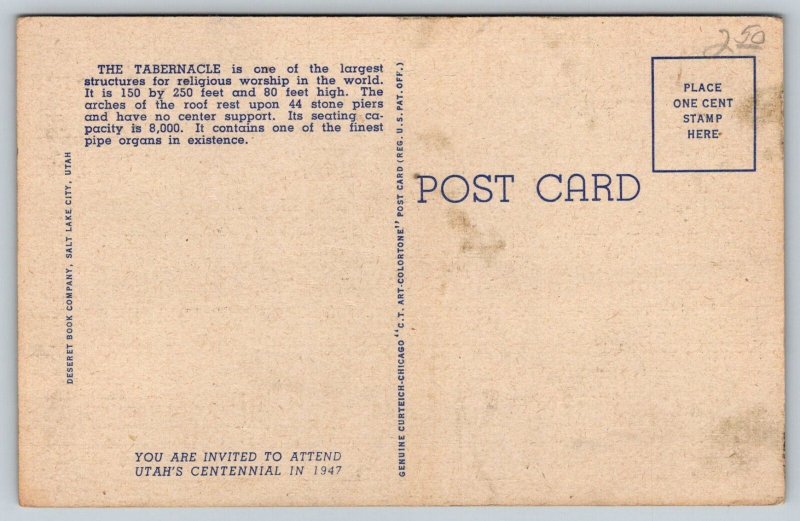 THE TABERNACLE is one of the largest
structures for religious worship in the world.
It is 150 by 250 feet and 80 feet high. The
arches of the roof rest upon 44 stone piers
and have no center support. Its seating ca-
pacity is 8,000. It contains one of the finest
pipe organs in existence.
DESERET BOOK COMPANY, SALT LAKE CITY, UTAH
YOU ARE INVITED TO ATTEND
UTAH'S CENTENNIAL IN 1947
GENUINE CURTEICH-CHICAGO "C.T. ART-COLORTONE" POST CARD (REG. U.S. PAT. OFF.)
POST CARD
2 50
PLACE
ONE CENT
STAMP
HERE